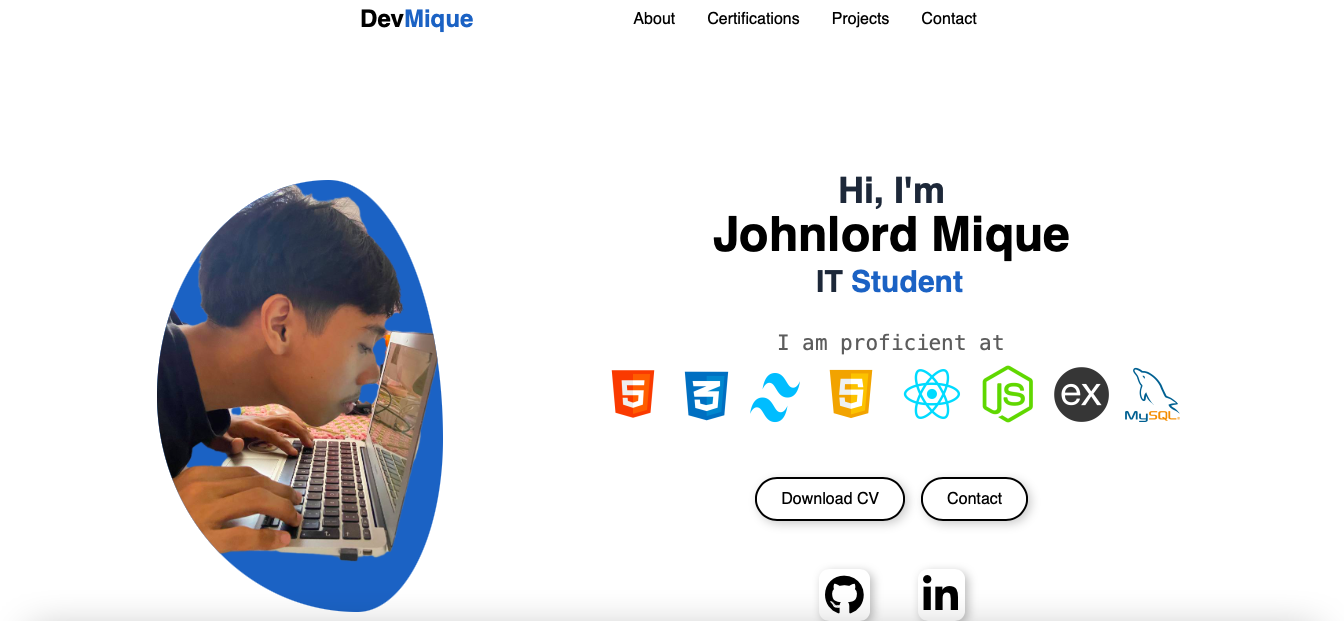 DevMique
About Certifications Projects Contact
Hi, I'm
Johnlord Mique
IT Student
I am proficient at
5 3 5 JS ex MySQL
Download CV Contact
in